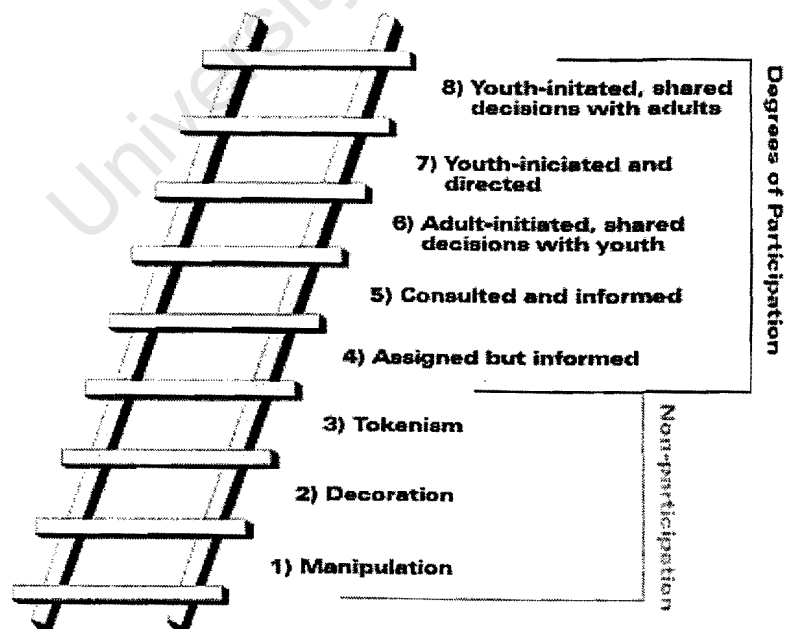 University
8) Youth-initated, shared
decisions with adults
7) Youth-iniciated and
directed
6) Adult-initiated, shared
decisions with youth
5) Consulted and informed
4) Assigned but informed
3) Tokenism
2) Decoration
1) Manipulation
Degrees of Participation
Non-participation